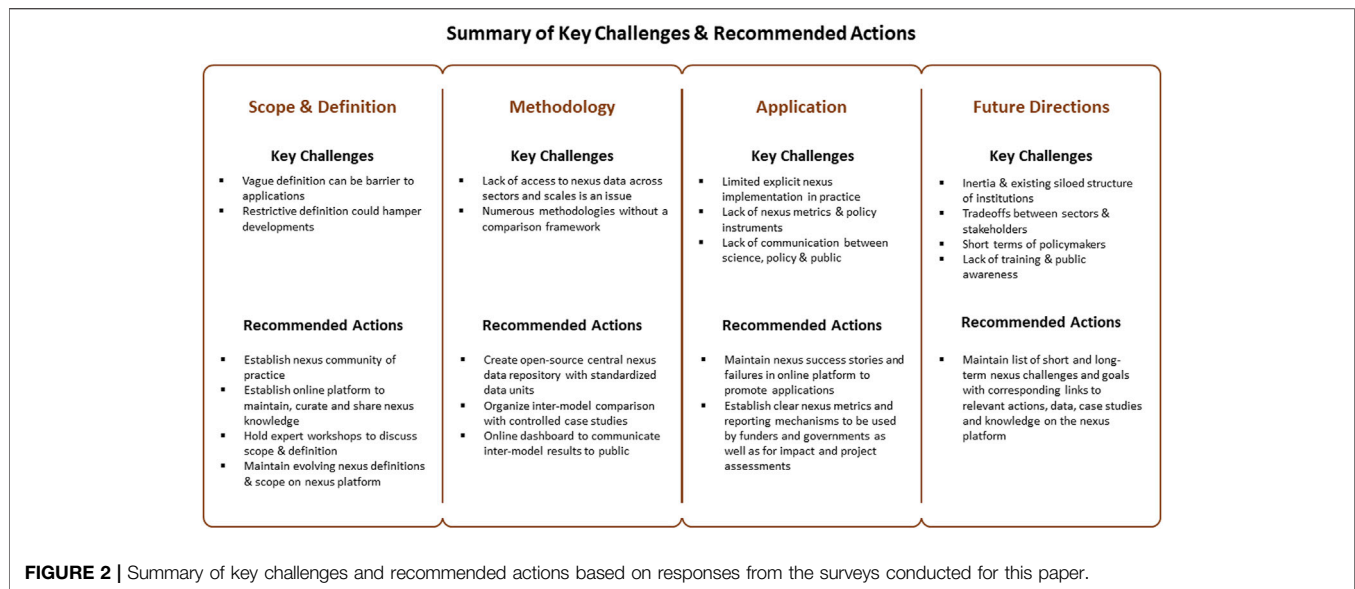 Summary of Key Challenges & Recommended Actions
Scope & Definition
Key Challenges
▪ Vague definition can be barrier to
applications
▪ Restrictive definition could hamper
developments
Recommended Actions
▪ Establish nexus community of
practice
▪ Establish online platform to
maintain, curate and share nexus
knowledge
▪ Hold expert workshops to discuss
scope & definition
▪ Maintain evolving nexus definitions
& scope on nexus platform
Methodology
Key Challenges
▪ Lack of access to nexus data across
sectors and scales is an issue
▪ Numerous methodologies without a
comparison framework
Recommended Actions
▪ Create open-source central nexus
data repository with standardized
data units
▪ Organize inter-model comparison
with controlled case studies
▪ Online dashboard to communicate
inter-model results to public
Application
Key Challenges
▪ Limited explicit nexus
implementation in practice
▪ Lack of nexus metrics & policy
instruments
▪ Lack of communication between
science, policy & public
Recommended Actions
▪ Maintain nexus success stories and
failures in online platform to
promote applications
▪ Establish clear nexus metrics and
reporting mechanisms to be used
by funders and governments as
well as for impact and project
assessments
Future Directions
Key Challenges
▪ Inertia & existing siloed structure
of institutions
▪ Tradeoffs between sectors &
stakeholders
▪ Short terms of policymakers
▪ Lack of training & public
awareness
Recommended Actions
▪ Maintain list of short and long-
term nexus challenges and goals
with corresponding links to
relevant actions, data, case studies
and knowledge on the nexus
platform
FIGURE 2 | Summary of key challenges and recommended actions based on responses from the surveys conducted for this paper.